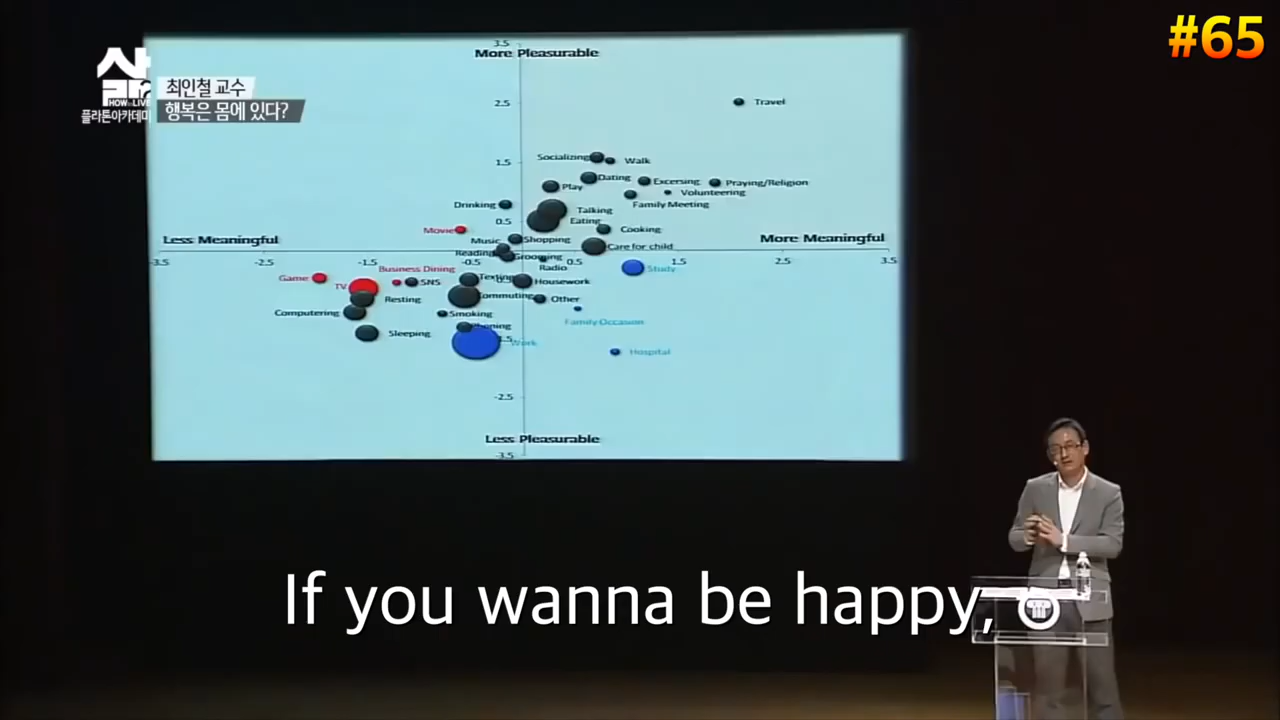 #65
삶
HOW to LIVE
플라톤아카데미
최인철 교수
행복은 몸에 있다?
3.5
More Pleasurable
2.5
Travel
Socializing
1.5
Walk
Dating
Excersing
Praying/Religion
Play
Volunteering
Family Meeting
Drinking
Talking
0.5
Eating
Movie
Cooking
Less Meaningful
More Meaningful
Music
Shopping
Care for child
Reading
Grooming
-3.5
-2.5
-1.5
-0.5
0.5
1.5
2.5
3.5
Radio
Business Dining
Study
Game
TV
SNS
Texting
Housework
Resting
Commuting
Other
Computering
Smoking
Family Occasion
Sleeping
Work
Hospital
-2.5
Less Pleasurable
-3.5
If you wanna be happy,